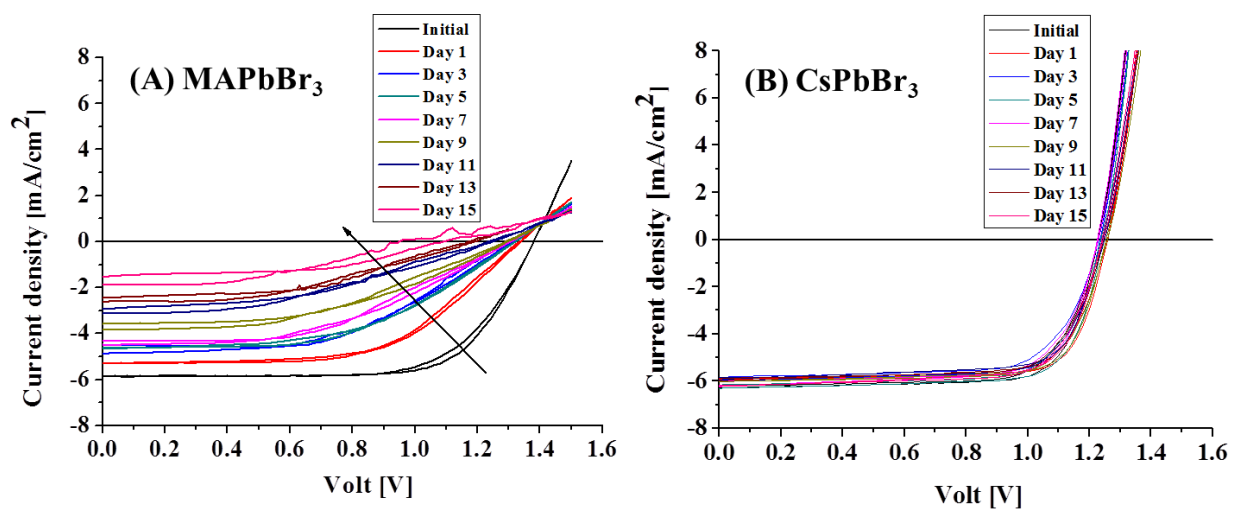 Initial
Day 1
Day 3
Day 5
Day 7
Day 9
Day 11
Day 13
Day 15
(A) MAPbBr3
8
6
4
2
0
-2
-4
-6
-8
Current density [mA/cm2]
0.0 0.2 0.4 0.6 0.8 1.0 1.2 1.4 1.6
Volt [V]
Initial
Day 1
Day 3
Day 5
Day 7
Day 9
Day 11
Day 13
Day 15
(B) CsPbBr3
8
6
4
2
0
-2
-4
-6
-8
Current density [mA/cm2]
0.0 0.2 0.4 0.6 0.8 1.0 1.2 1.4 1.6
Volt [V]